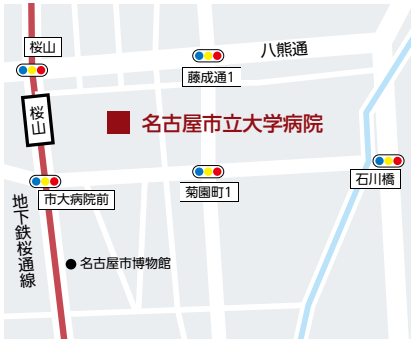 桜山
八熊通
藤成通1
桜山
名古屋市立大学病院
石川橋
市大病院前
菊園町1
地下鉄桜通線
名古屋市博物館